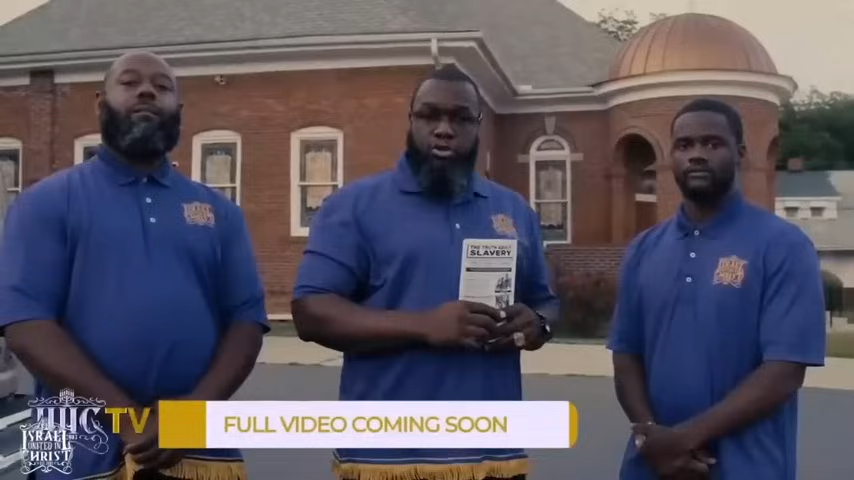 THE TRUTH ABOUT
SLAVERY
IUIC TV
FULL VIDEO COMING SOON
ISRAEL
UNITED IN
CHRIST